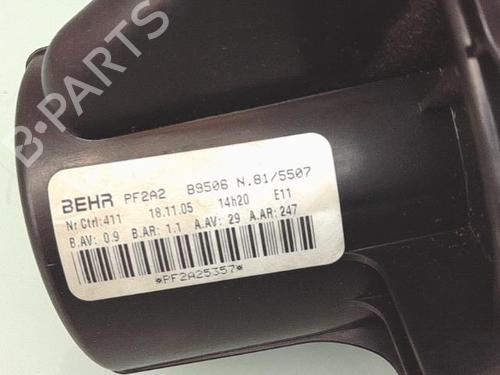 B-PARTS
BEHR PF2A2 B9506 N.81/5507
Nr Ctrl:411 18.11.05 14h20 E11
B.AV: 0.9 B.AR: 1.1 A.AV: 29 A.AR: 247
*PF2A25357*